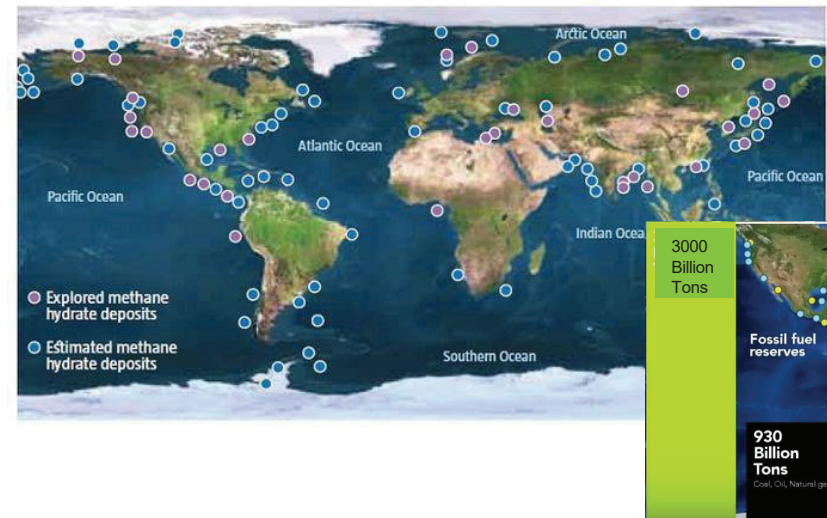 Arctic Ocean
Atlantic Ocean
Pacific Ocean
Pacific Ocean
Indian Ocea
3000
Billion
Tons
Explored methane
hydrate deposits
Estimated methane
hydrate deposits
Southern Ocean
Fossil fuel
reserves
930
Billion
Tons
Coal, Oil, Natural ga